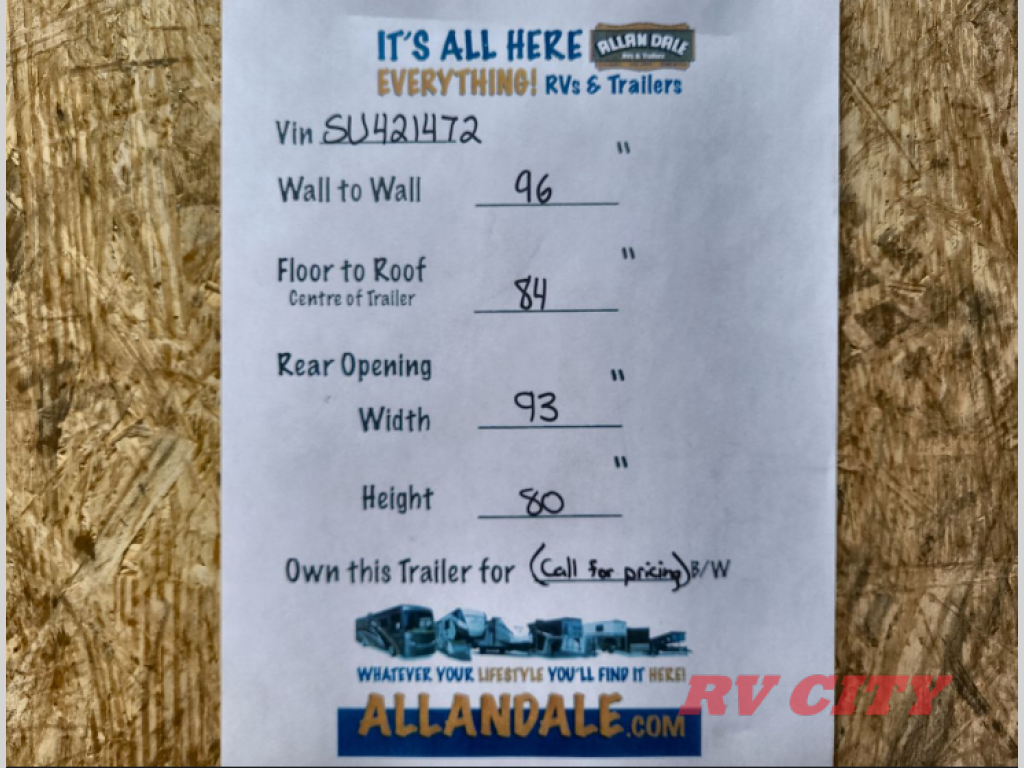 IT'S ALL HERE ALLAN DALE
RVs & Trailers
EVERYTHING! RVs & Trailers
Vin SU421472
"
Wall to Wall 96
"
Floor to Roof
Centre of Trailer 84
Rear Opening "
Width 93
"
Height 80
Own this Trailer for (Call for pricing) B/W
WHATEVER YOUR LIFESTYLE YOU'LL FIND IT HERE!
RV CITY
ALLANDALE.COM